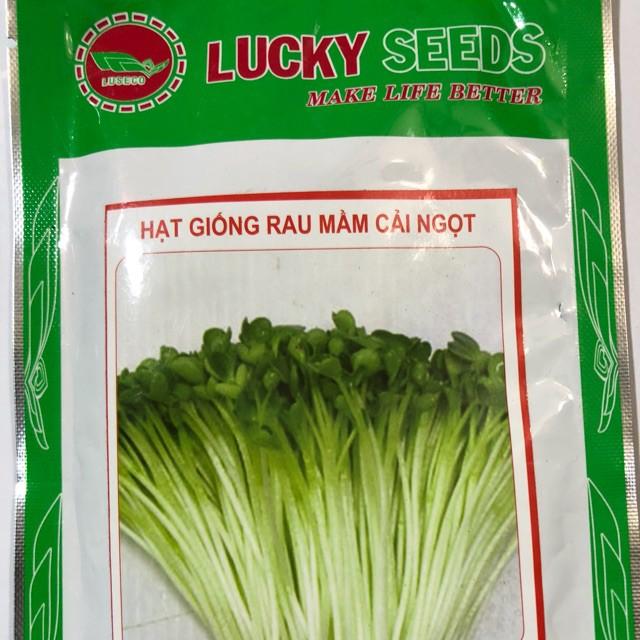 LUSECO
LUCKY SEEDS
MAKE LIFE BETTER
HẠT GIỐNG RAU MẦM CẢI NGỌT